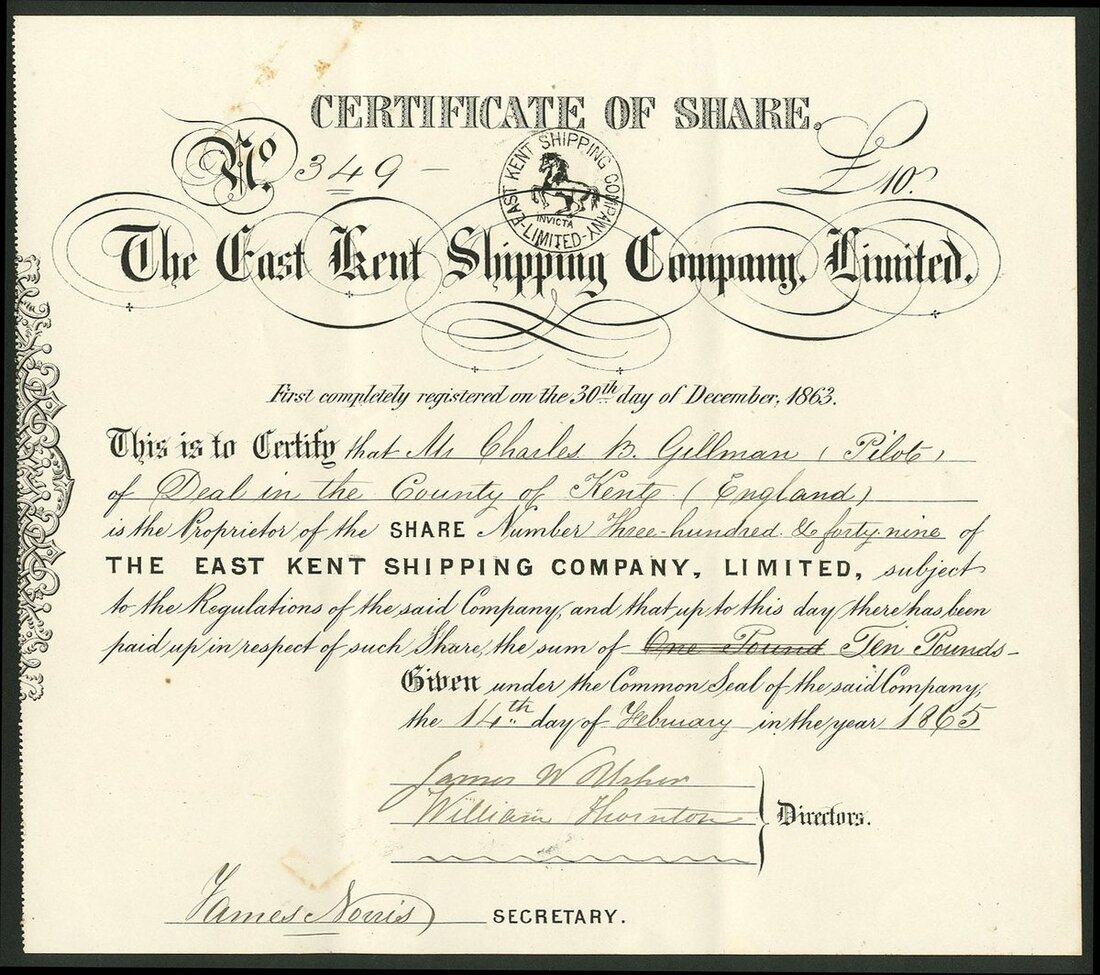 CERTIFICATE OF SHARE.
No. 349 -
EAST KENT SHIPPING COMPANY -LIMITED-
INVICTA
£10.
The East Kent Shipping Company, Limited.
First completely registered on the 30th day of December, 1863.
This is to Certify that Mr Charles B. Gillman (Pilot)
of Deal in the County of Kent (England)
is the Proprietor of the SHARE Number Three-hundred & forty-nine of
THE EAST KENT SHIPPING COMPANY, LIMITED, subject
to the Regulations of the said Company, and that up to this day there has been
paid up in respect of such Share, the sum of One Pound Ten Pounds-
Given under the Common Seal of the said Company,
the 14th day of February in the year 1865
James W Usher
William Thornton
Directors.
James Norris SECRETARY.